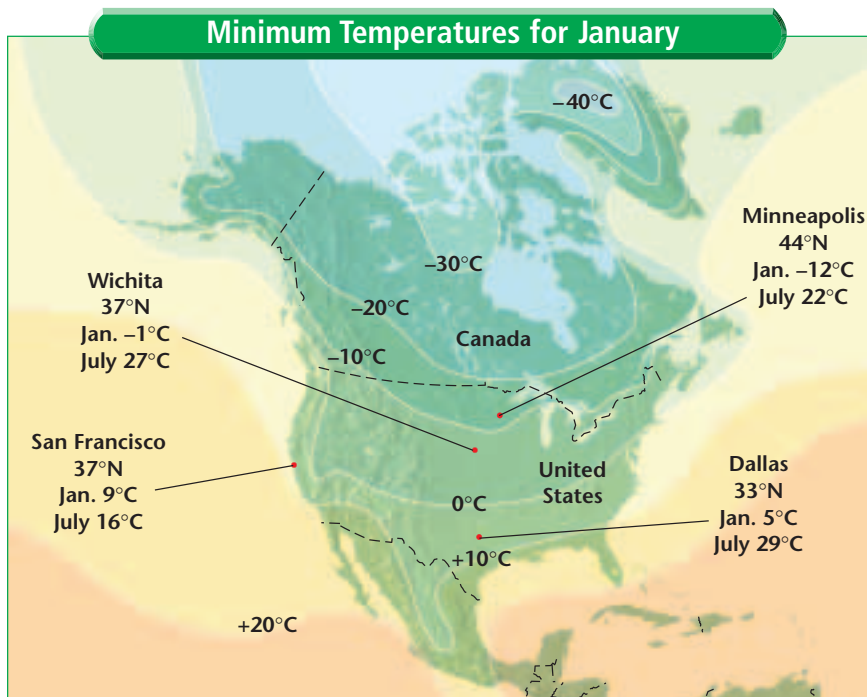 Minimum Temperatures for January
–40°C
Minneapolis
44°N
Jan. –12°C
July 22°C
–30°C
Wichita
37°N
Jan. –1°C
July 27°C
–20°C
Canada
–10°C
San Francisco
37°N
Jan. 9°C
July 16°C
United
States
Dallas
33°N
Jan. 5°C
July 29°C
0°C
+10°C
+20°C